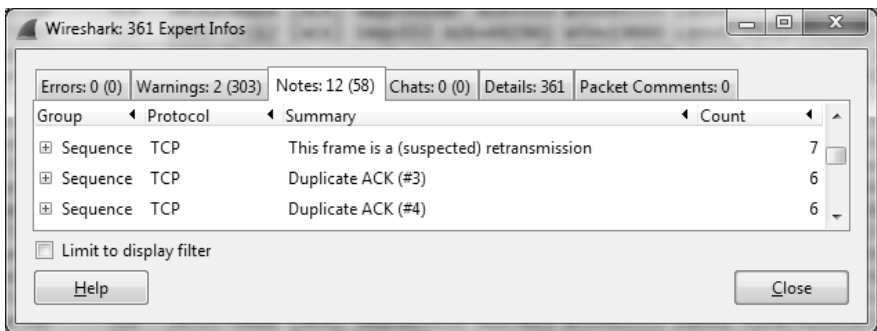 Wireshark: 361 Expert Infos
Errors: 0 (0) Warnings: 2 (303) Notes: 12 (58) Chats: 0 (0) Details: 361 Packet Comments: 0
Group Protocol Summary Count
Sequence TCP This frame is a (suspected) retransmission 7
Sequence TCP Duplicate ACK (#3) 6
Sequence TCP Duplicate ACK (#4) 6
Limit to display filter
Help Close